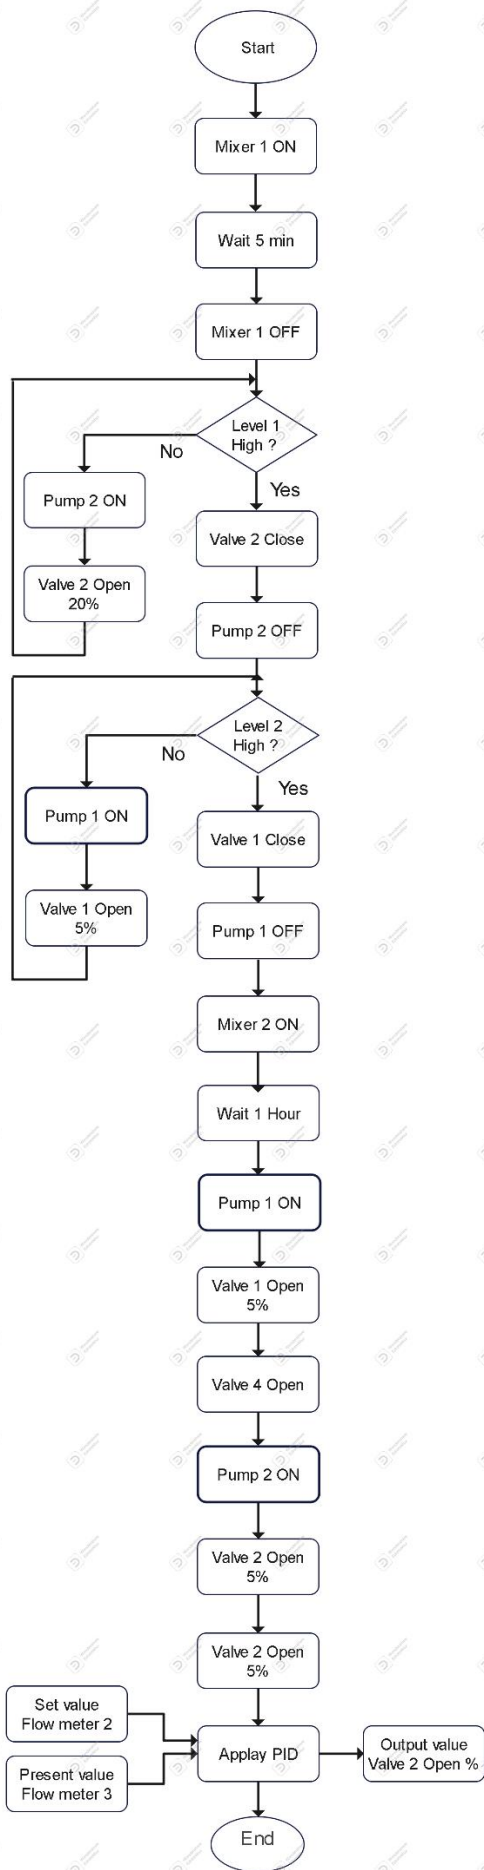 Start
Mixer 1 ON
Wait 5 min
Mixer 1 OFF
Level 1
High ?
No
Yes
Pump 2 ON
Valve 2 Open
20%
Valve 2 Close
Pump 2 OFF
Level 2
High ?
No
Yes
Pump 1 ON
Valve 1 Open
5%
Valve 1 Close
Pump 1 OFF
Mixer 2 ON
Wait 1 Hour
Pump 1 ON
Valve 1 Open
5%
Valve 4 Open
Pump 2 ON
Valve 2 Open
5%
Valve 2 Open
5%
Set value
Flow meter 2
Present value
Flow meter 3
Applay PID
Output value
Valve 2 Open %
End